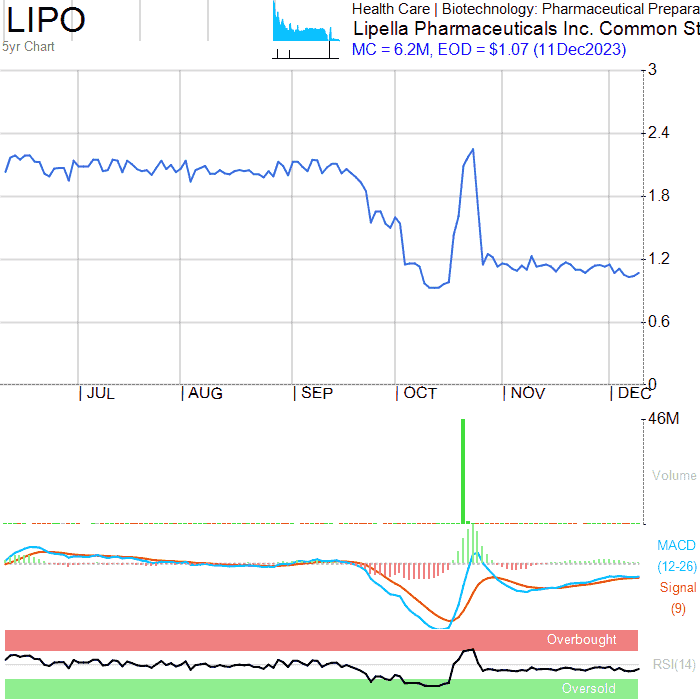 LIPO
5yr Chart
Health Care | Biotechnology: Pharmaceutical Prepara
Lipella Pharmaceuticals Inc. Common St
MC = 6.2M, EOD = $1.07 (11Dec2023)
3
2.4
1.8
1.2
0.6
0
| JUL | AUG | SEP | OCT | NOV | DEC
46M
Volume
MACD
(12-26)
Signal
(9)
Overbought
RSI(14)
Oversold